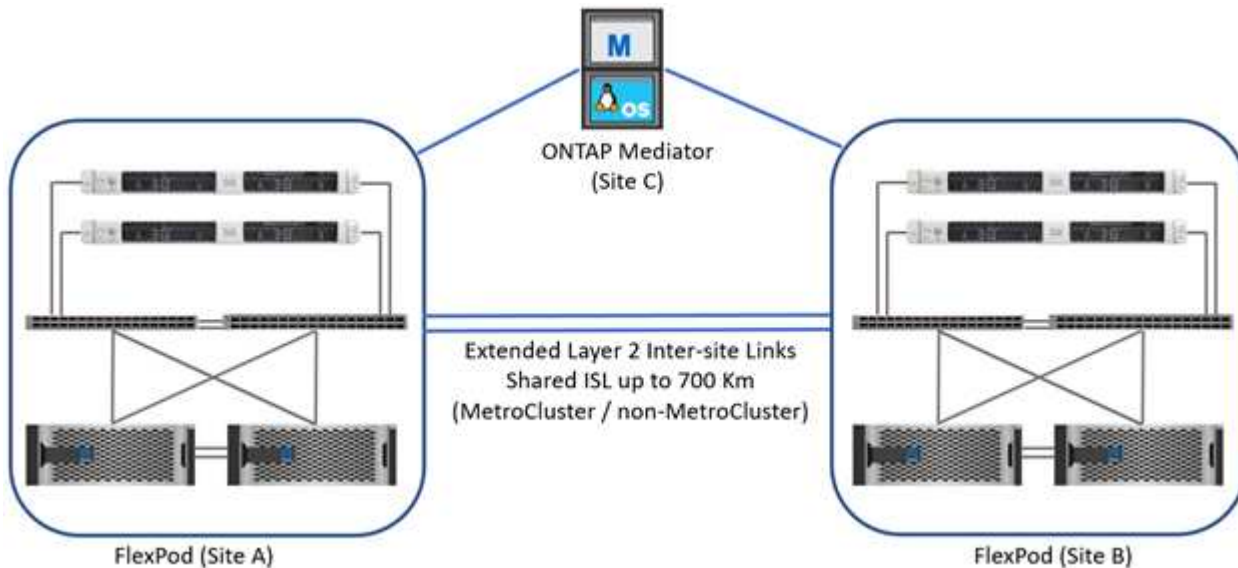 M
OS
ONTAP Mediator
(Site C)
Extended Layer 2 Inter-site Links
Shared ISL up to 700 Km
(MetroCluster / non-MetroCluster)
FlexPod (Site A)
FlexPod (Site B)